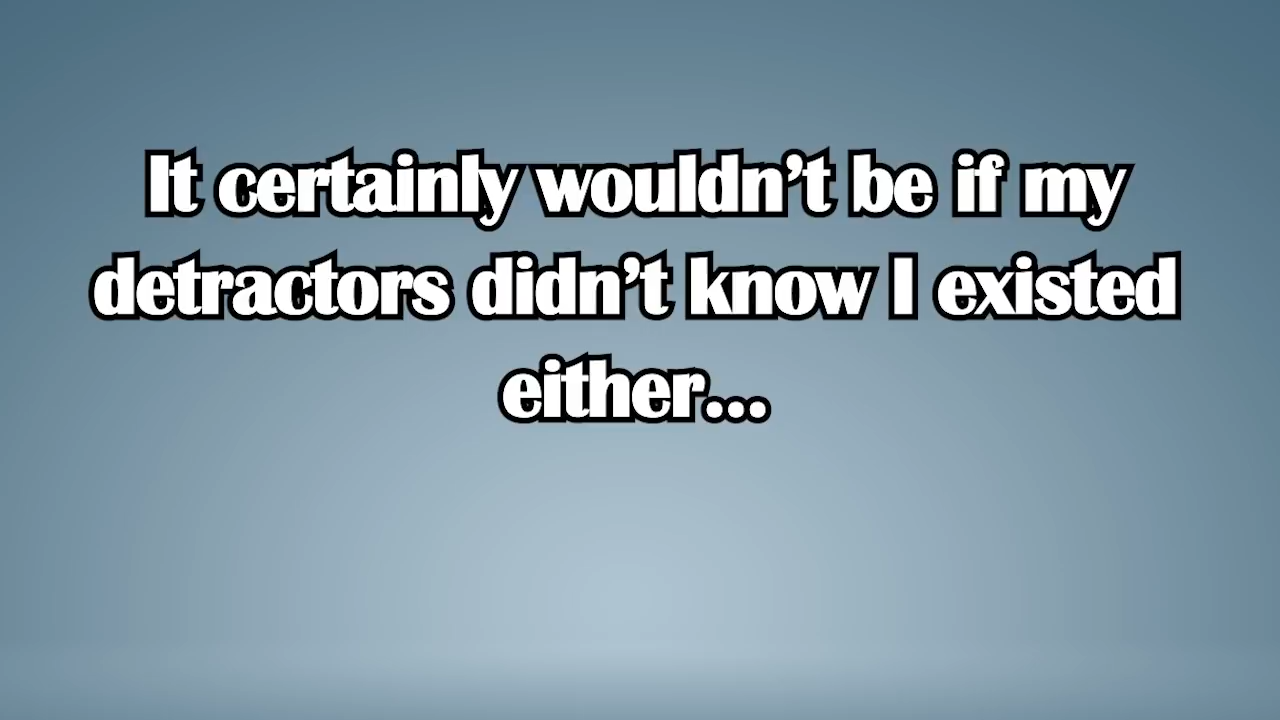 It certainly wouldn’t be if my
detractors didn’t know I existed
either...